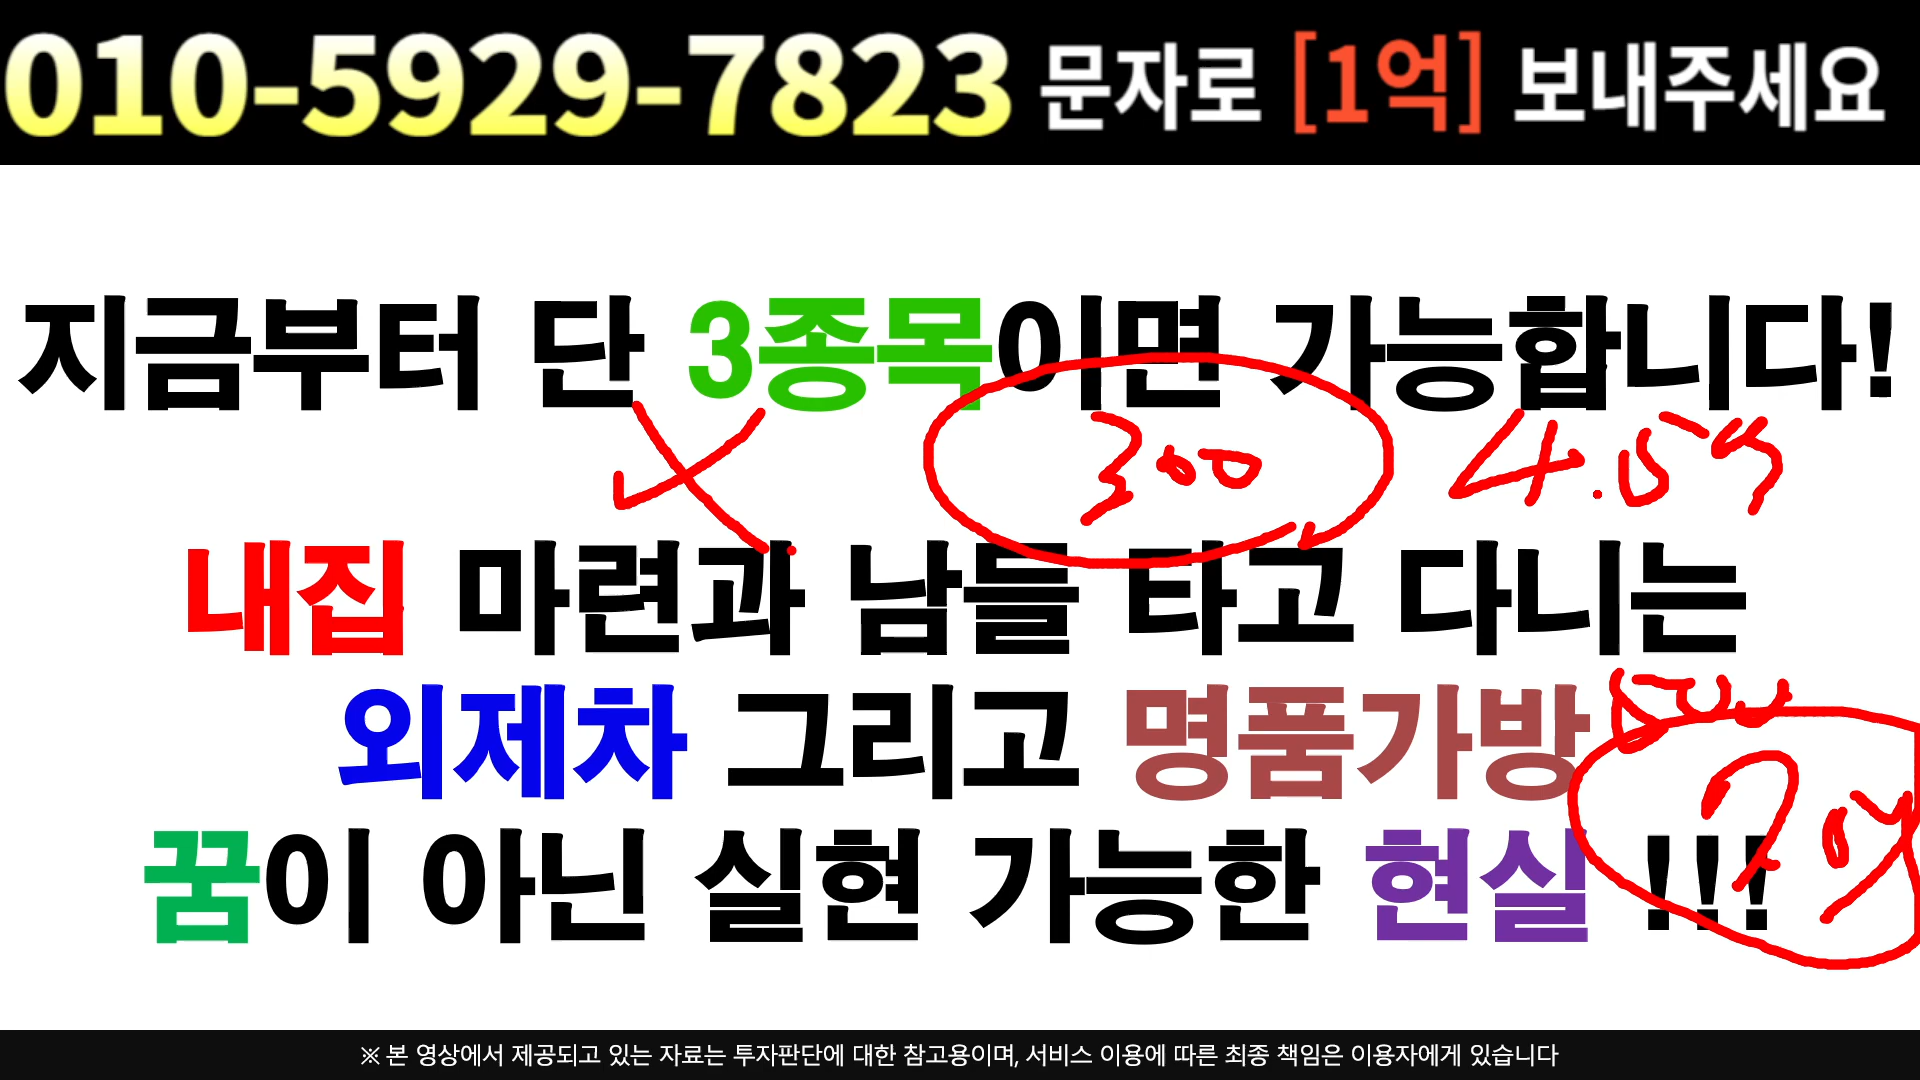 010-5929-7823 문자로 [1억] 보내주세요
지금부터 단 3종목이면 가능합니다!
300
4.5억
내집 마련과 남들 타고 다니는
외제차 그리고 명품가방
꿈이 아닌 실현 가능한 현실 !!!
※ 본 영상에서 제공되고 있는 자료는 투자판단에 대한 참고용이며, 서비스 이용에 따른 최종 책임은 이용자에게 있습니다